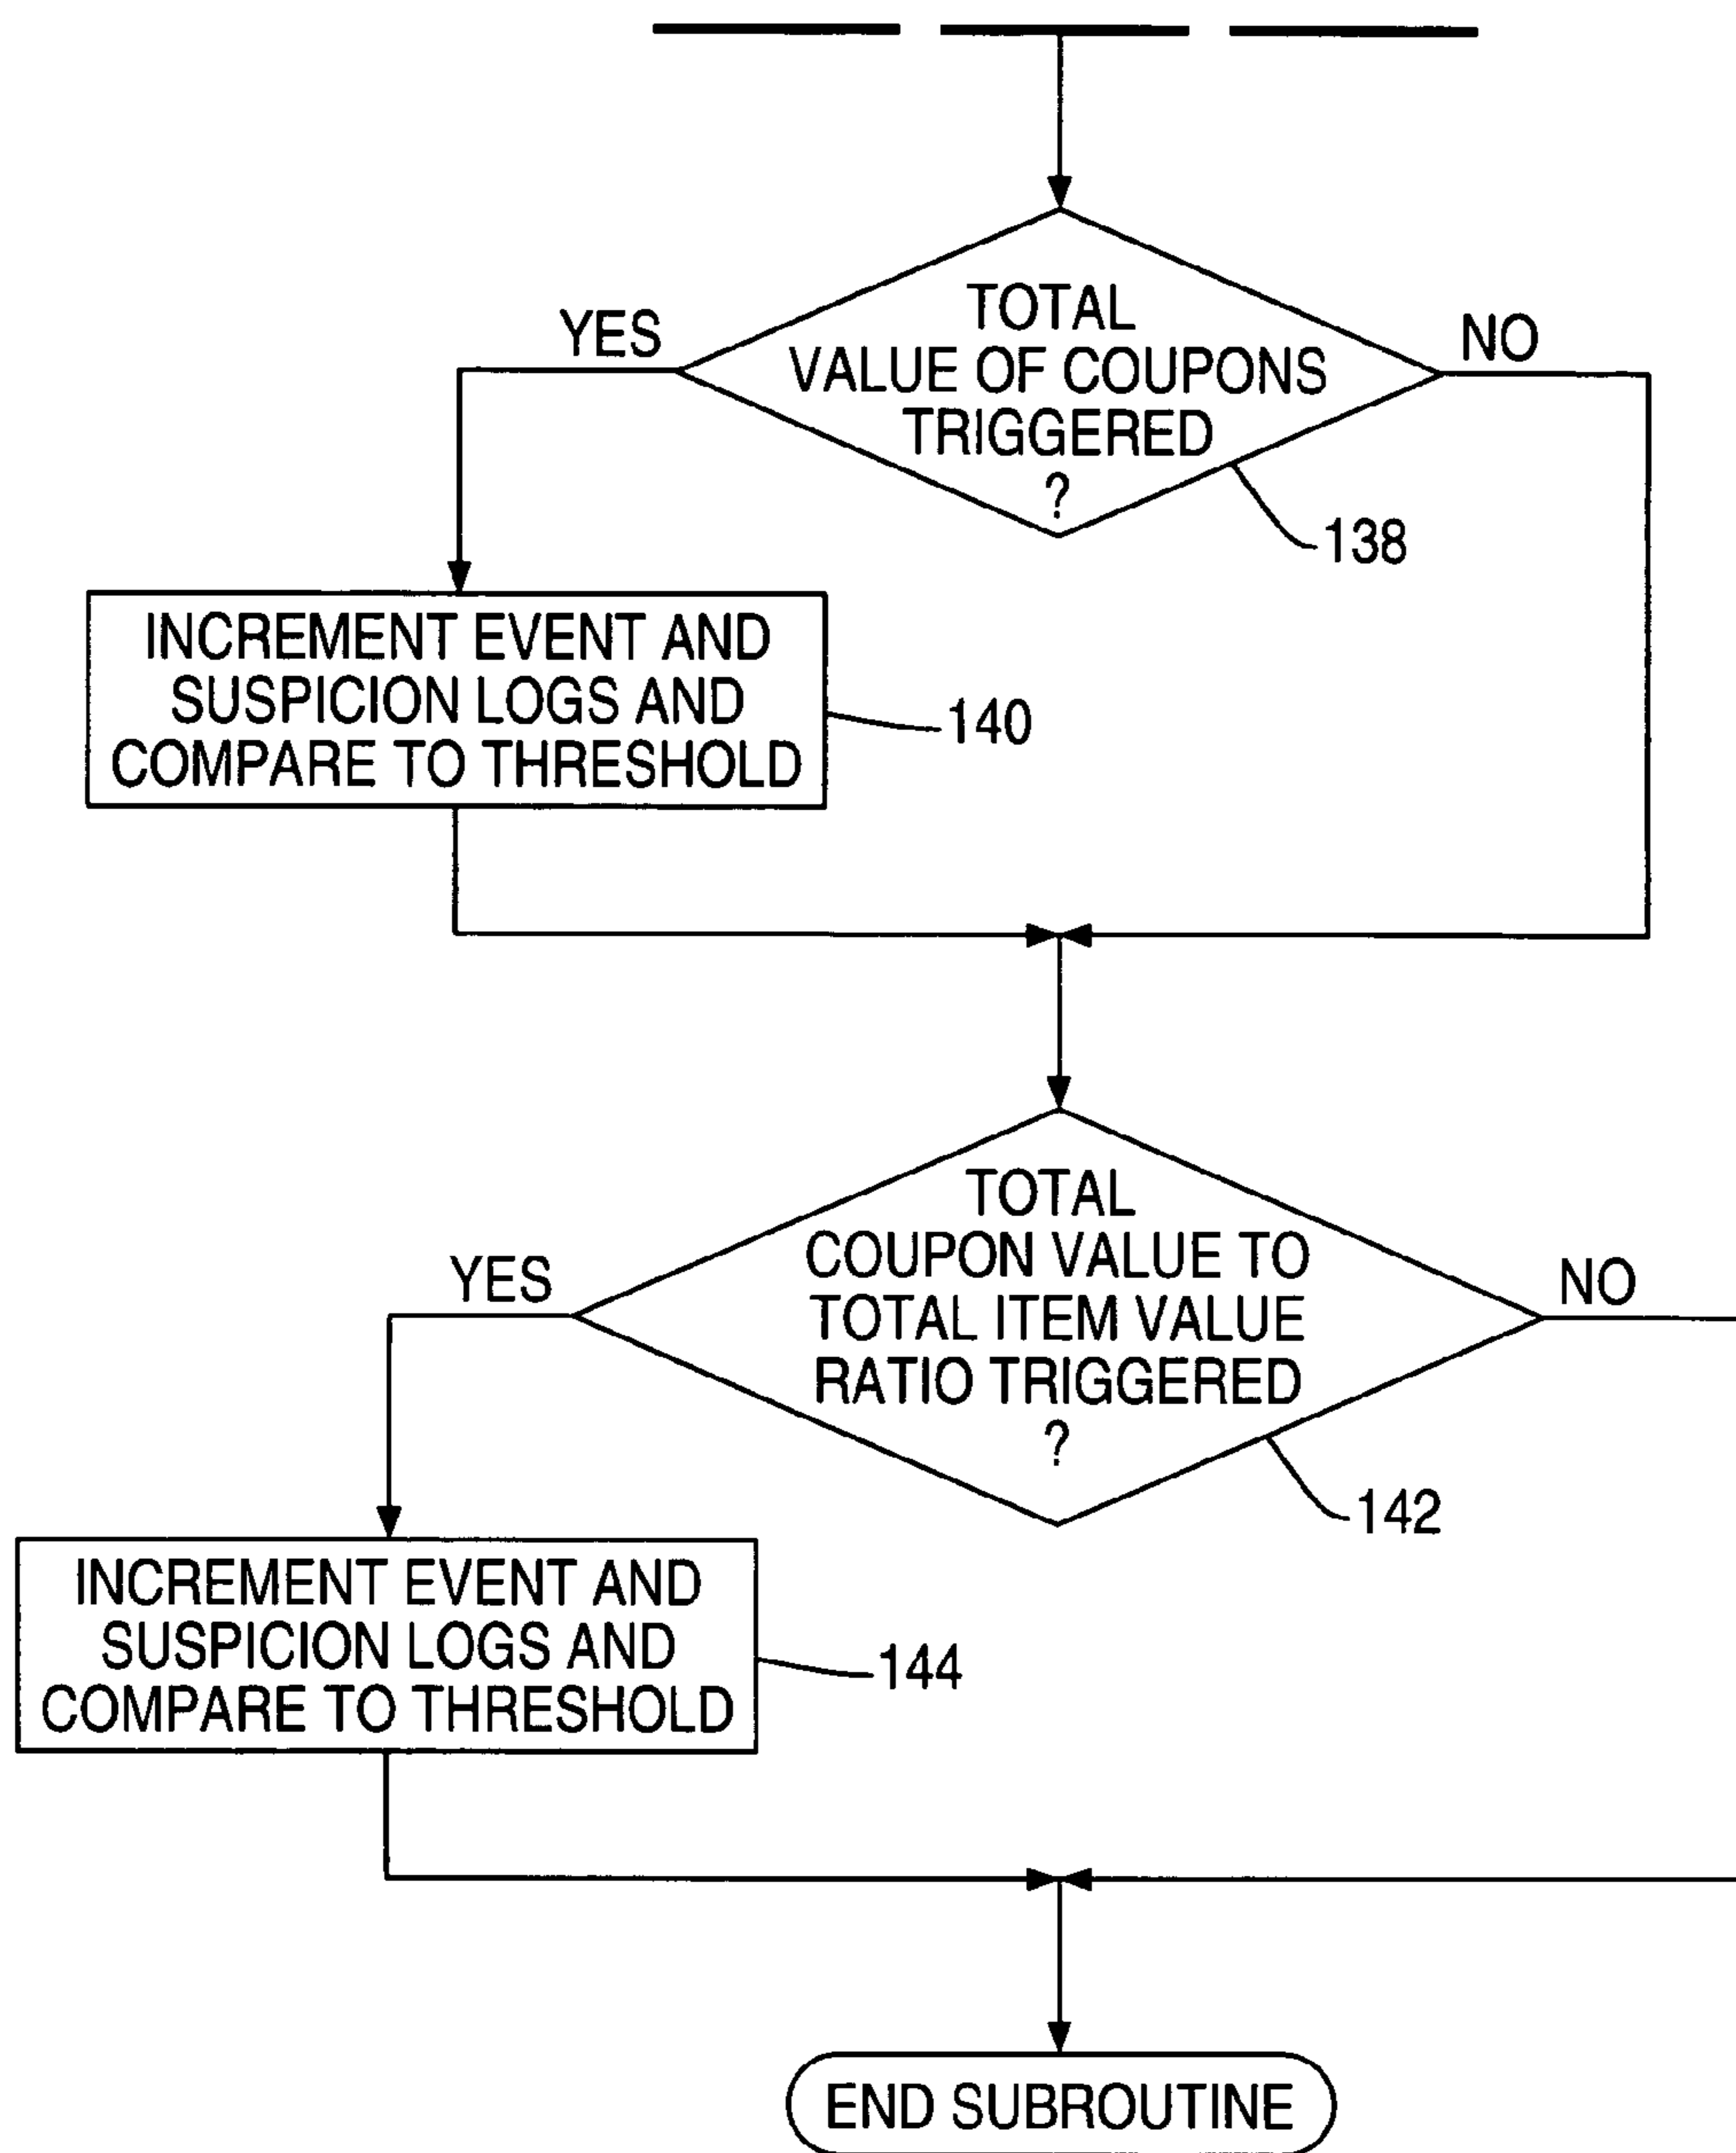 TOTAL
VALUE OF COUPONS
TRIGGERED
?
YES
NO
138
INCREMENT EVENT AND
SUSPICION LOGS AND
COMPARE TO THRESHOLD
140
TOTAL
COUPON VALUE TO
TOTAL ITEM VALUE
RATIO TRIGGERED
?
YES
NO
142
INCREMENT EVENT AND
SUSPICION LOGS AND
COMPARE TO THRESHOLD
144
END SUBROUTINE